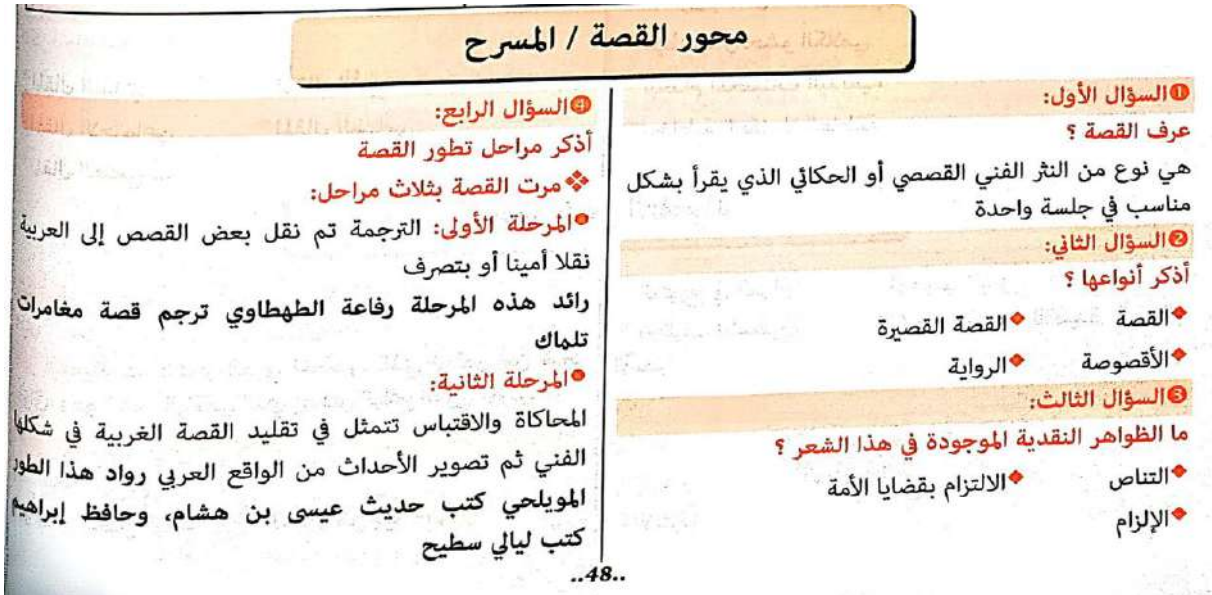 محور القصة / المسرح
❶السؤال الأول:
عرف القصة ؟
هي نوع من النثر الفني القصصي أو الحكائي الذي يقرأ بشكل
مناسب في جلسة واحدة
❷السؤال الثاني:
أذكر أنواعها ؟
القصة القصة القصيرة
الأقصوصة الرواية
❸السؤال الثالث:
ما الظواهر النقدية الموجودة في هذا الشعر ؟
التناص الالتزام بقضايا الأمة
الإلزام
❹السؤال الرابع:
أذكر مراحل تطور القصة
❖مرت القصة بثلاث مراحل:
المرحلة الأولى: الترجمة تم نقل بعض القصص إلى العربية
نقلا أمينا أو بتصرف
رائد هذه المرحلة رفاعة الطهطاوي ترجم قصة مغامرات
تلماك
المرحلة الثانية:
المحاكاة والاقتباس تتمثل في تقليد القصة الغربية في شكلها
الفني ثم تصوير الأحداث من الواقع العربي رواد هذا الطور
المويلحي كتب حديث عيسى بن هشام، وحافظ إبراهيم
كتب ليالي سطيح
..48..